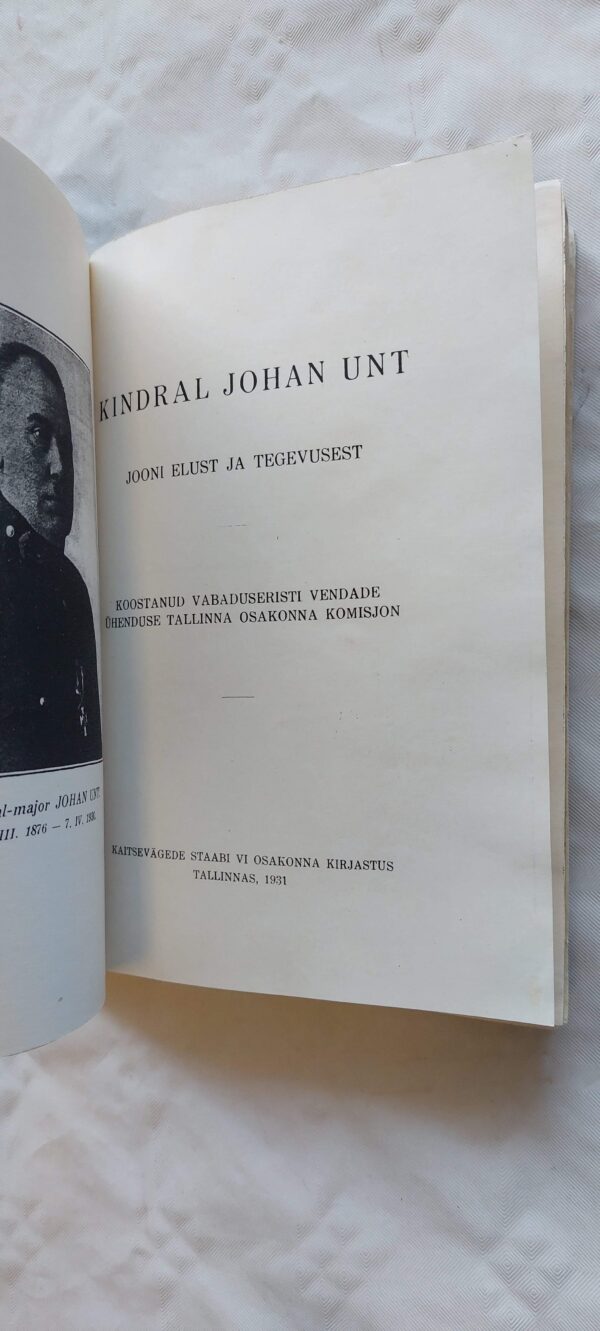 JOHAN UNT.
III. 1876 — 7. IV. 1930.
KINDRAL JOHAN UNT
JOONI ELUST JA TEGEVUSEST
KOOSTANUD VABADUSERISTI VENDADE
ÜHENDUSE TALLINNA OSAKONNA KOMISJON
KAITSEVÄGEDE STAABI VI OSAKONNA KIRJASTUS
TALLINNAS, 1931